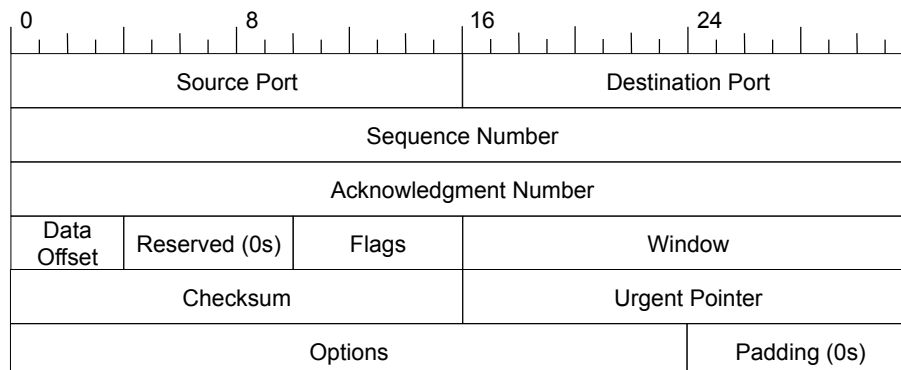 0 8 16 24
Source Port Destination Port
Sequence Number
Acknowledgment Number
Data
Offset Reserved (0s) Flags Window
Checksum Urgent Pointer
Options Padding (0s)